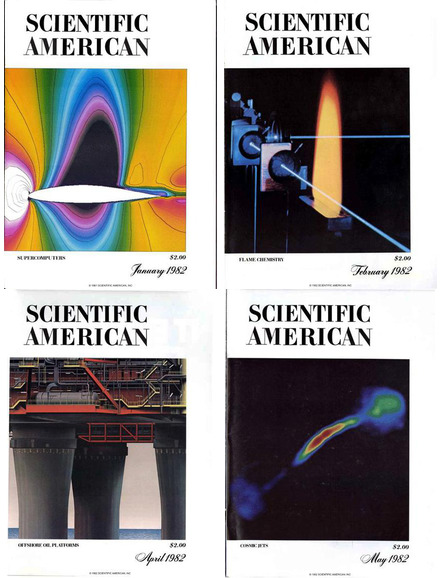 SCIENTIFIC
AMERICAN
SUPERCOMPUTERS
$2.00
January 1982
SCIENTIFIC
AMERICAN
FLAME CHEMISTRY
$2.00
February 1982
SCIENTIFIC
AMERICAN
OFFSHORE OIL PLATFORMS
$2.00
April 1982
SCIENTIFIC
AMERICAN
COSMIC JETS
$2.00
May 1982